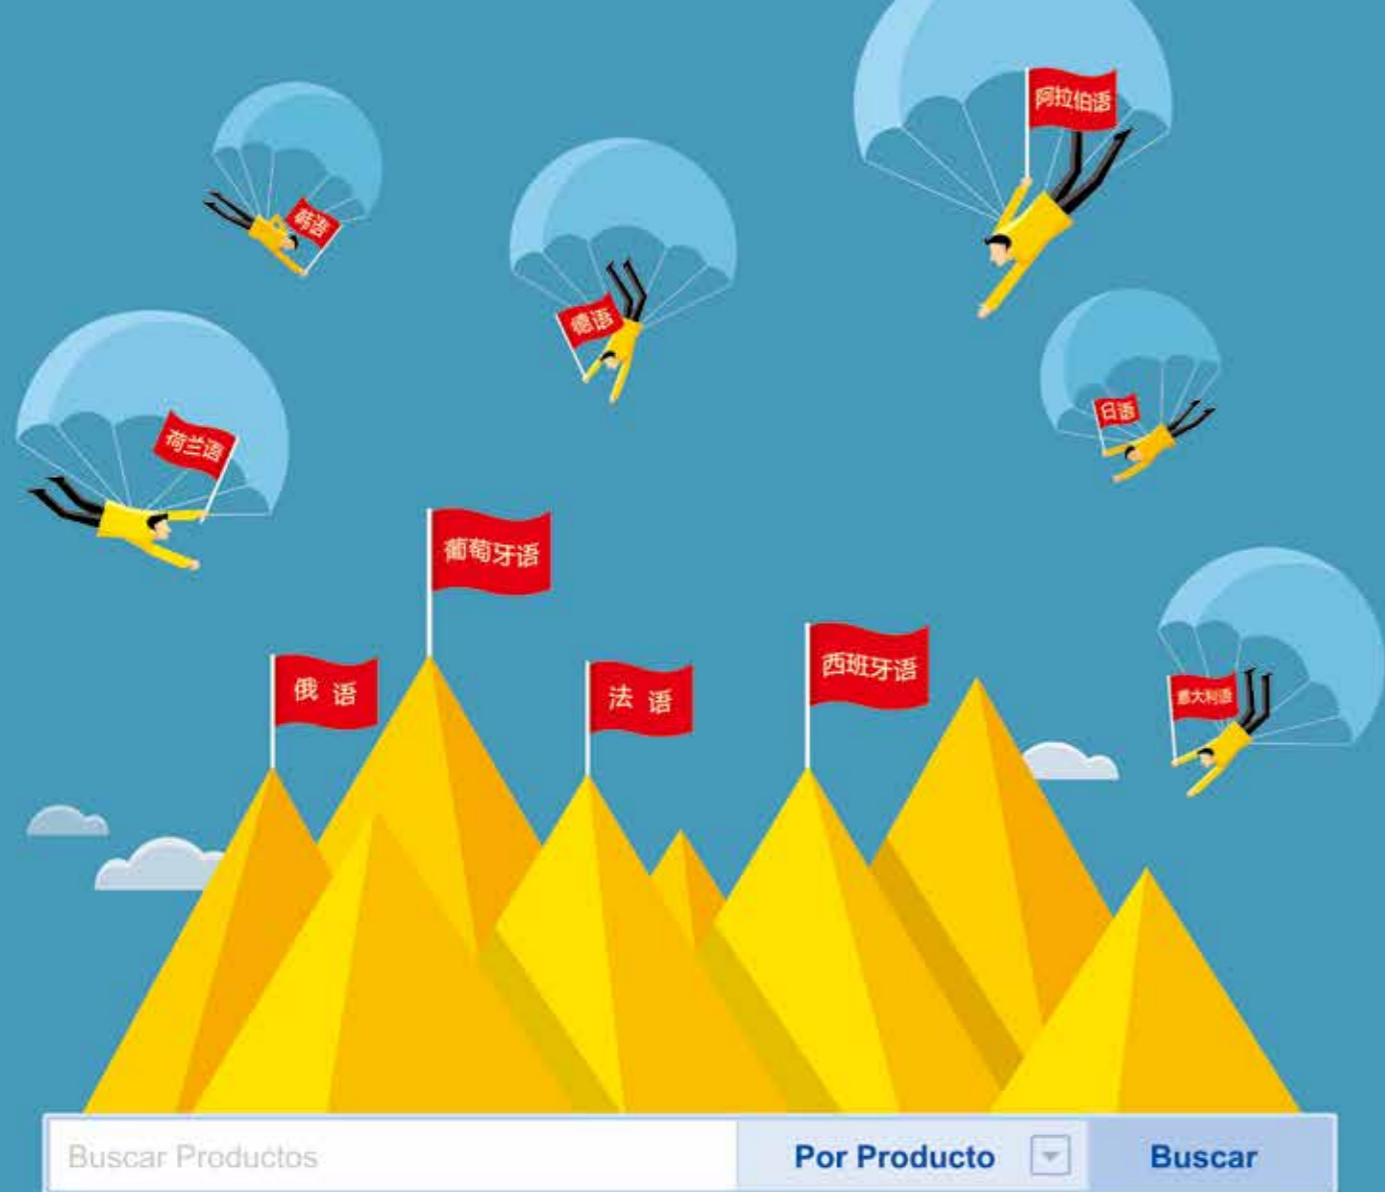 阿拉伯语
韩语
德语
日语
荷兰语
葡萄牙语
俄 语
法 语
西班牙语
意大利语
Buscar Productos
Por Producto
Buscar